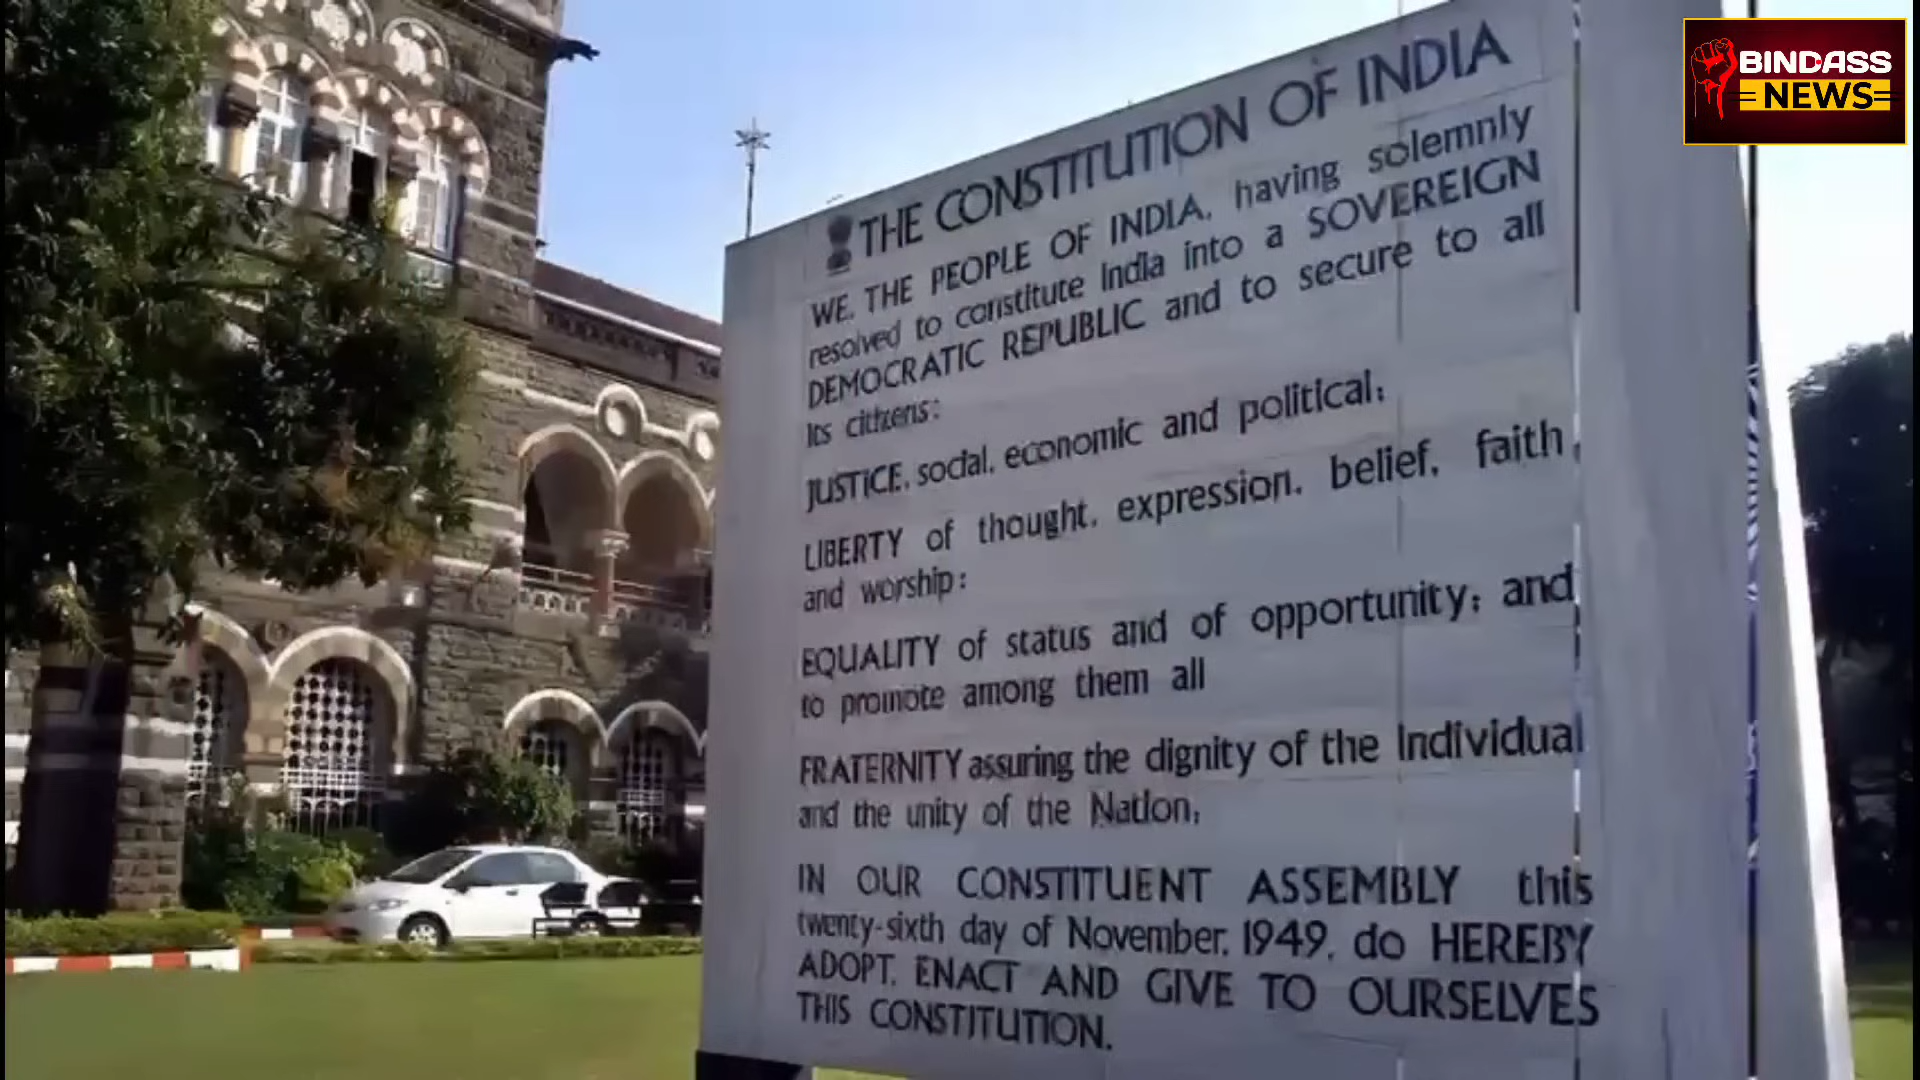 BINDASS
NEWS
THE CONSTITUTION OF INDIA
WE, THE PEOPLE OF INDIA, having solemnly
resolved to constitute India into a SOVEREIGN
DEMOCRATIC REPUBLIC and to secure to all
its citizens:
JUSTICE, social, economic and political;
LIBERTY of thought, expression, belief, faith
and worship;
EQUALITY of status and of opportunity; and
to promote among them all
FRATERNITY assuring the dignity of the Individual
and the unity of the Nation;
IN OUR CONSTITUENT ASSEMBLY this
twenty-sixth day of November, 1949, do HEREBY
ADOPT, ENACT AND GIVE TO OURSELVES
THIS CONSTITUTION.